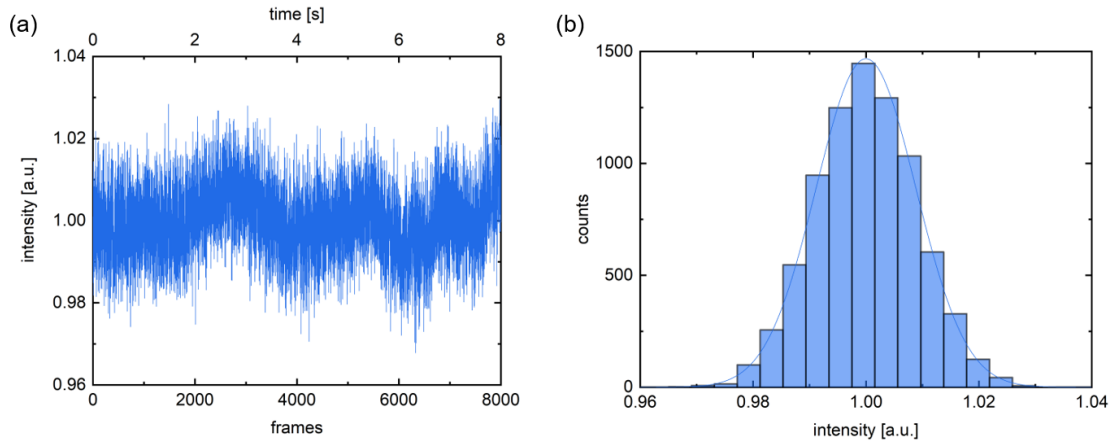 (a)
time [s]
0 2 4 6 8
1.04
1.02
1.00
0.98
0.96
intensity [a.u.]
0 2000 4000 6000 8000
frames
(b)
1500
1000
500
0
counts
0.96 0.98 1.00 1.02 1.04
intensity [a.u.]